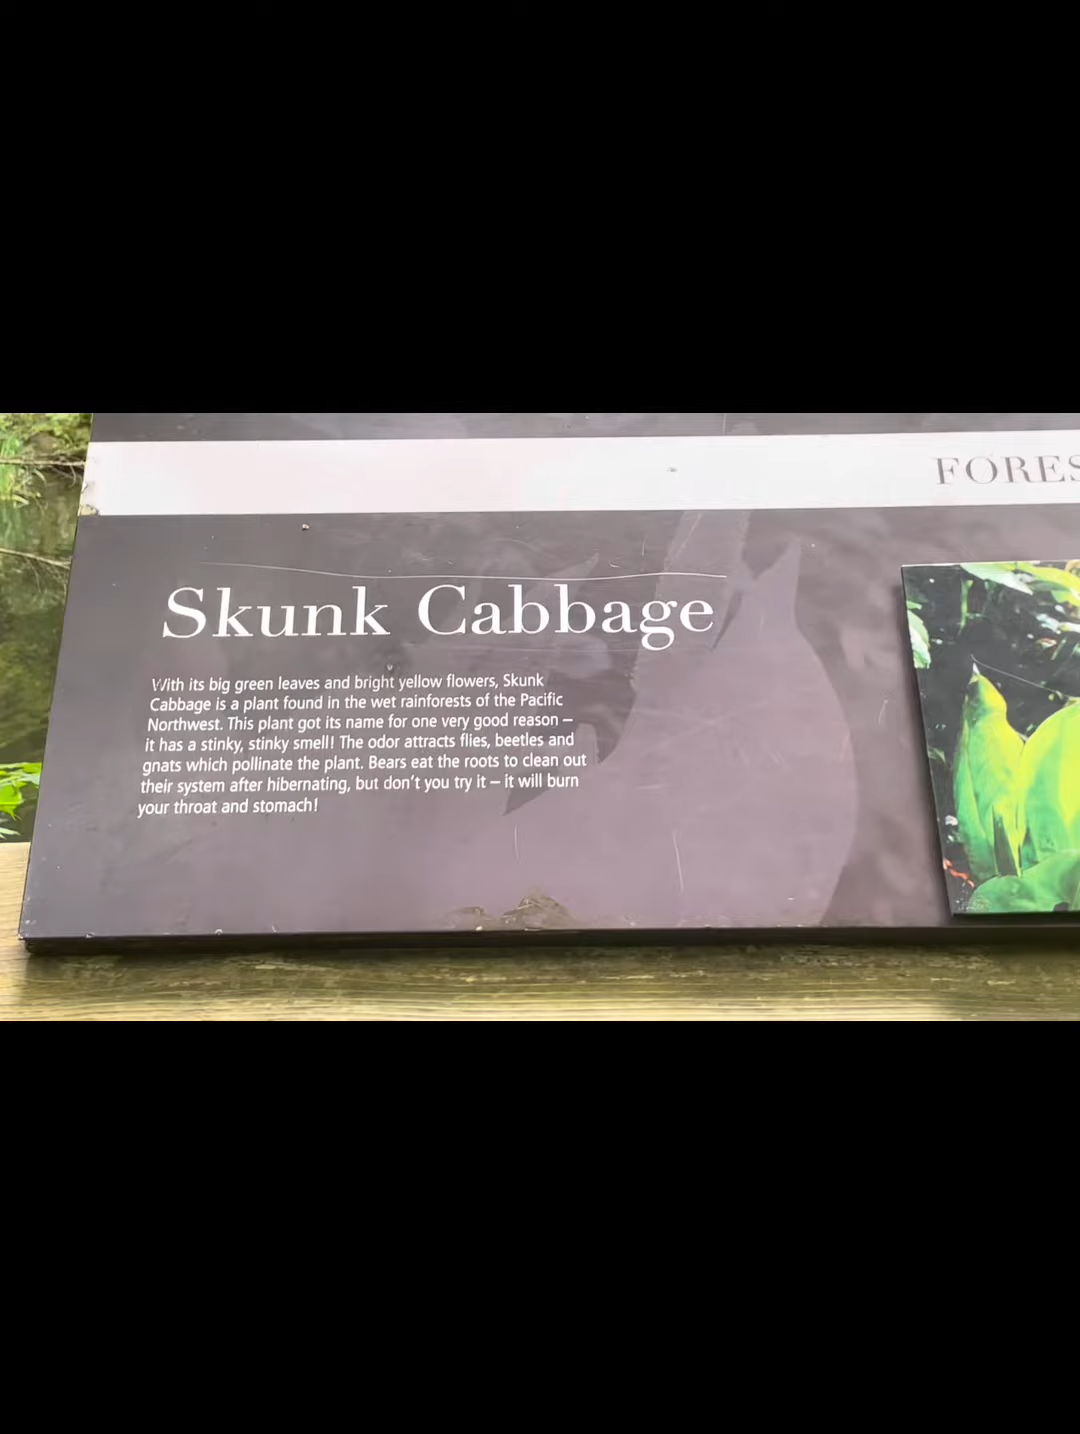 FORES
Skunk Cabbage
With its big green leaves and bright yellow flowers, Skunk
Cabbage is a plant found in the wet rainforests of the Pacific
Northwest. This plant got its name for one very good reason –
it has a stinky, stinky smell! The odor attracts flies, beetles and
gnats which pollinate the plant. Bears eat the roots to clean out
their system after hibernating, but don't you try it – it will burn
your throat and stomach!